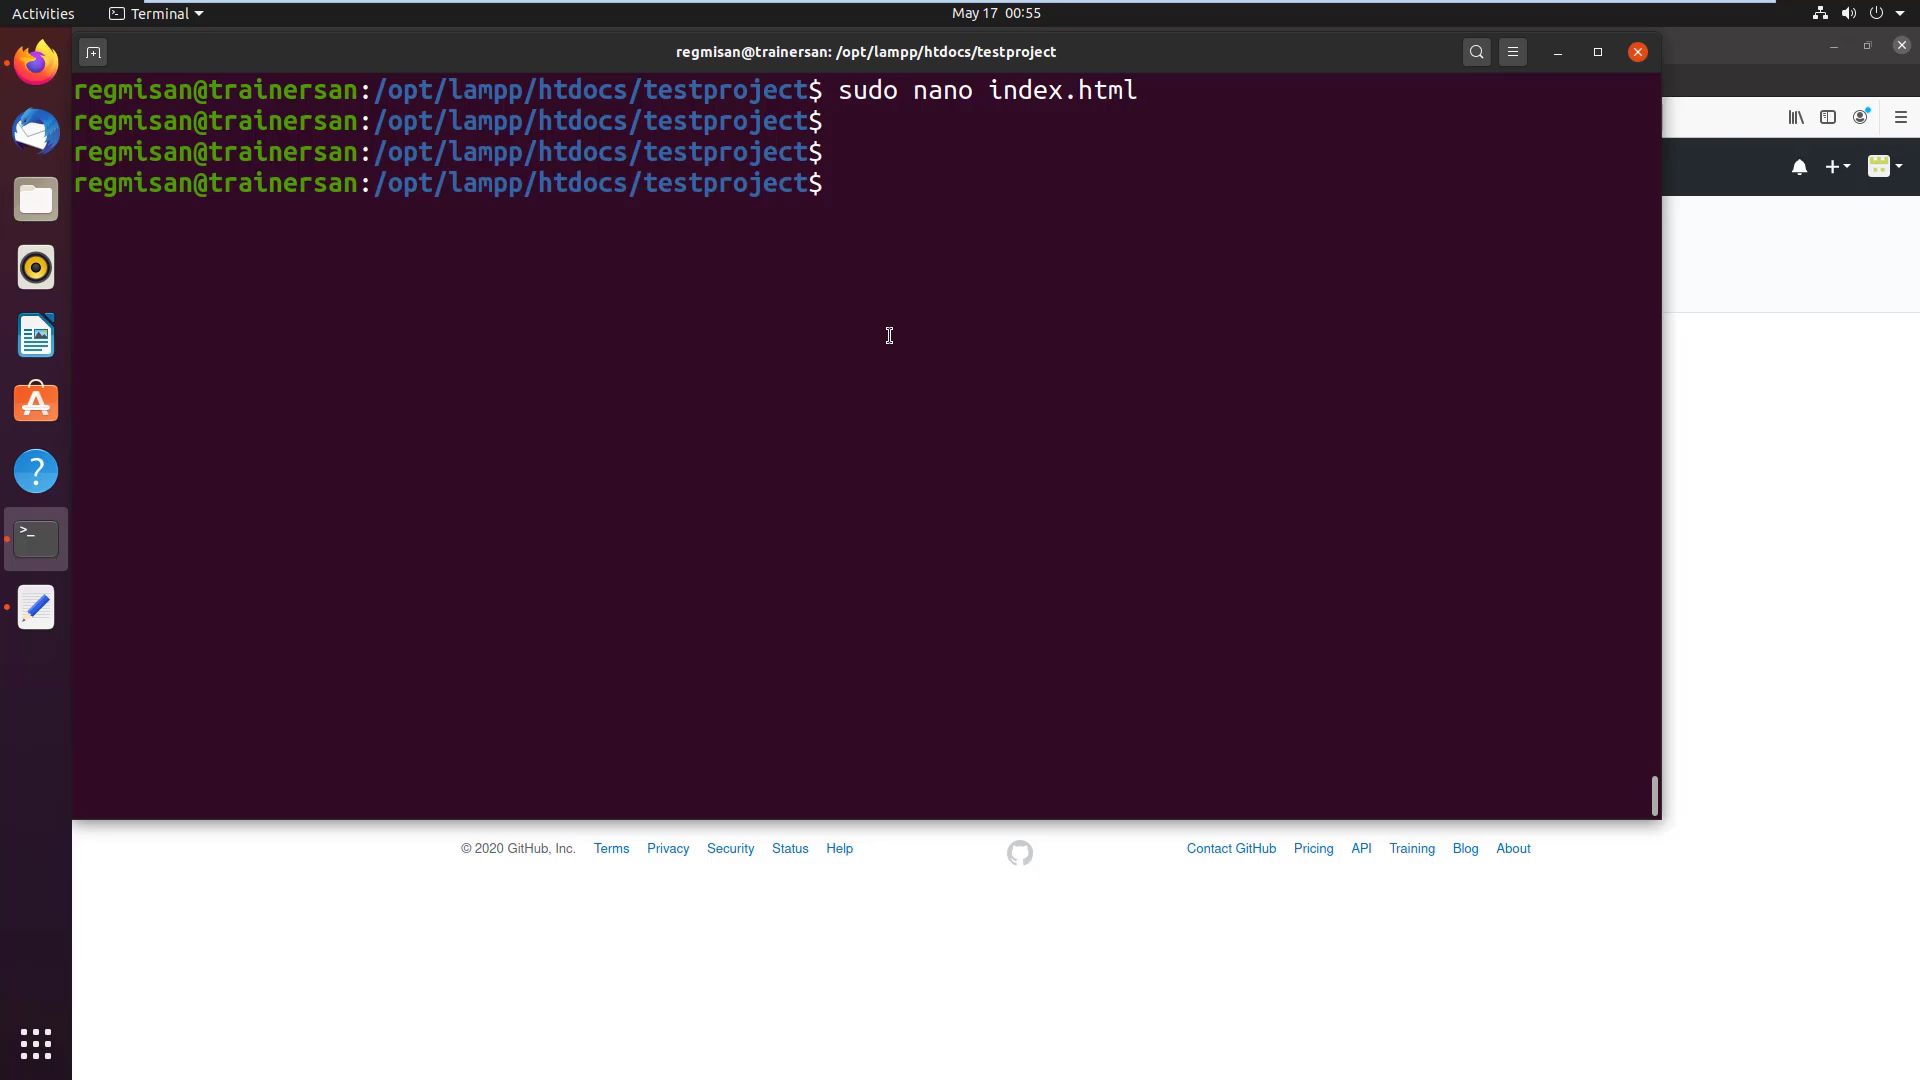 Activities
Terminal
May 17 00:55
regmisan@trainersan: /opt/lampp/htdocs/testproject
regmisan@trainersan:/opt/lampp/htdocs/testproject$ sudo nano index.html
regmisan@trainersan:/opt/lampp/htdocs/testproject$
regmisan@trainersan:/opt/lampp/htdocs/testproject$
regmisan@trainersan:/opt/lampp/htdocs/testproject$
© 2020 GitHub, Inc. Terms Privacy Security Status Help Contact GitHub Pricing API Training Blog About